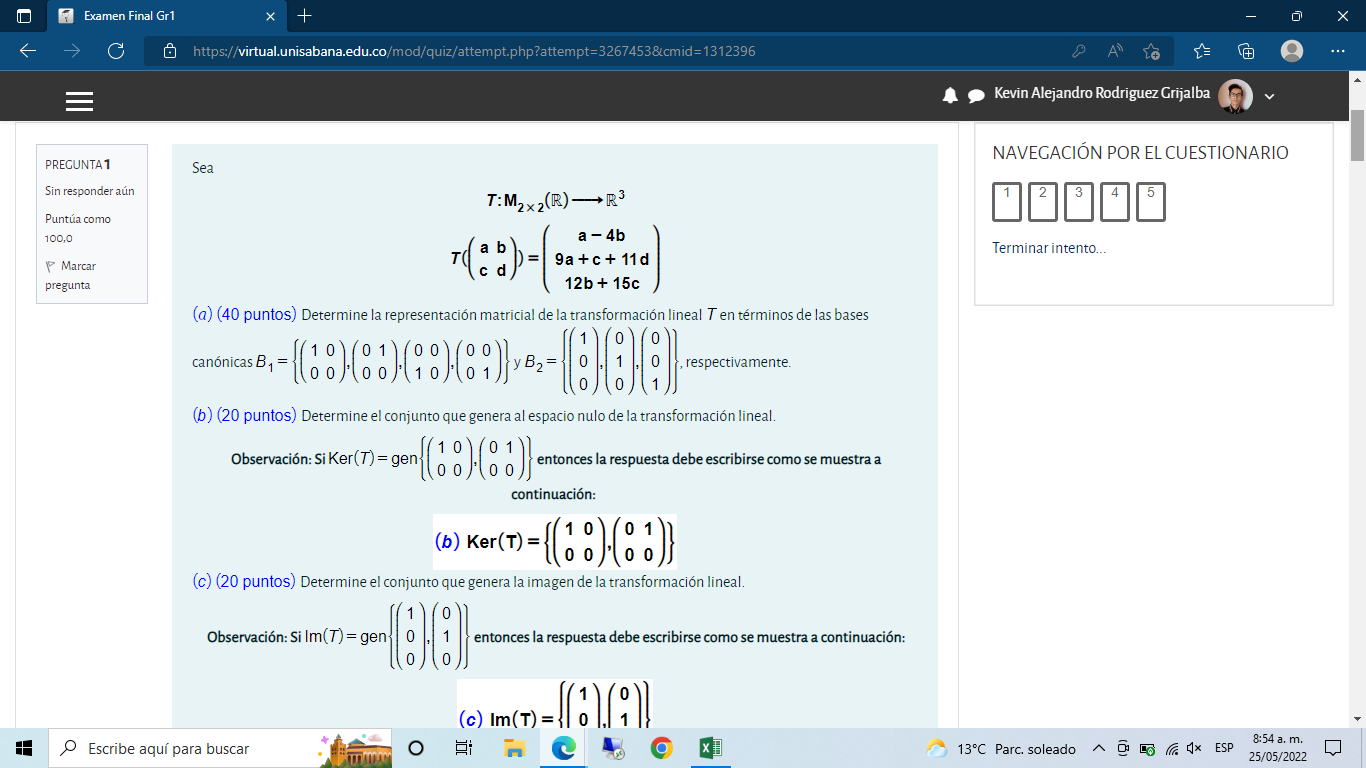 Examen Final Gr1
https://virtual.unisabana.edu.co/mod/quiz/attempt.php?attempt=3267453&cmid=1312396
Kevin Alejandro Rodriguez Grijalba
PREGUNTA 1
Sin responder aún
Puntúa como
100,0
Marcar
pregunta
Sea
T: M₂ₓ₂(ℝ) ⟶ ℝ³
T((a b; c d)) = (a − 4b; 9a + c + 11d; 12b + 15c)
(a) (40 puntos) Determine la representación matricial de la transformación lineal T en términos de las bases
canónicas B₁ = {(1 0; 0 0), (0 1; 0 0), (0 0; 1 0), (0 0; 0 1)} y B₂ = {(1; 0; 0), (0; 1; 0), (0; 0; 1)}, respectivamente.
(b) (20 puntos) Determine el conjunto que genera al espacio nulo de la transformación lineal.
Observación: Si Ker(T) = gen{(1 0; 0 0), (0 1; 0 0)} entonces la respuesta debe escribirse como se muestra a
continuación:
(b) Ker(T) = {(1 0; 0 0), (0 1; 0 0)}
(c) (20 puntos) Determine el conjunto que genera la imagen de la transformación lineal.
Observación: Si Im(T) = gen{(1; 0; 0), (0; 1; 0)} entonces la respuesta debe escribirse como se muestra a continuación:
(c) Im(T) = {(1; 0), (0; 1)}
NAVEGACIÓN POR EL CUESTIONARIO
1 2 3 4 5
Terminar intento...
Escribe aquí para buscar
13°C Parc. soleado
ESP
8:54 a. m.
25/05/2022